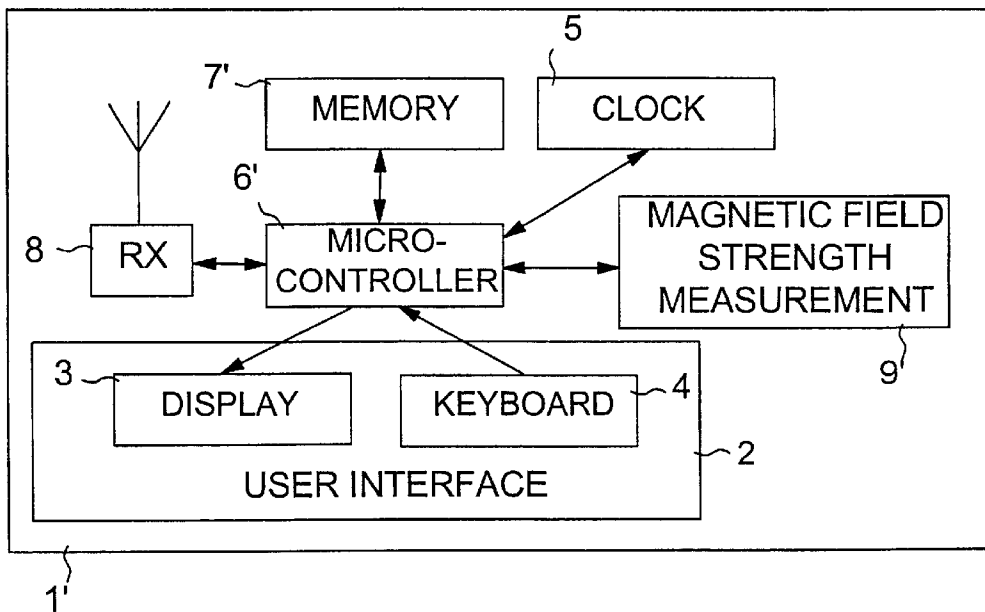 5
7'
MEMORY
CLOCK
6'
8
RX
MICRO-
CONTROLLER
MAGNETIC FIELD
STRENGTH
MEASUREMENT
9
3
DISPLAY
KEYBOARD
4
2
USER INTERFACE
1'